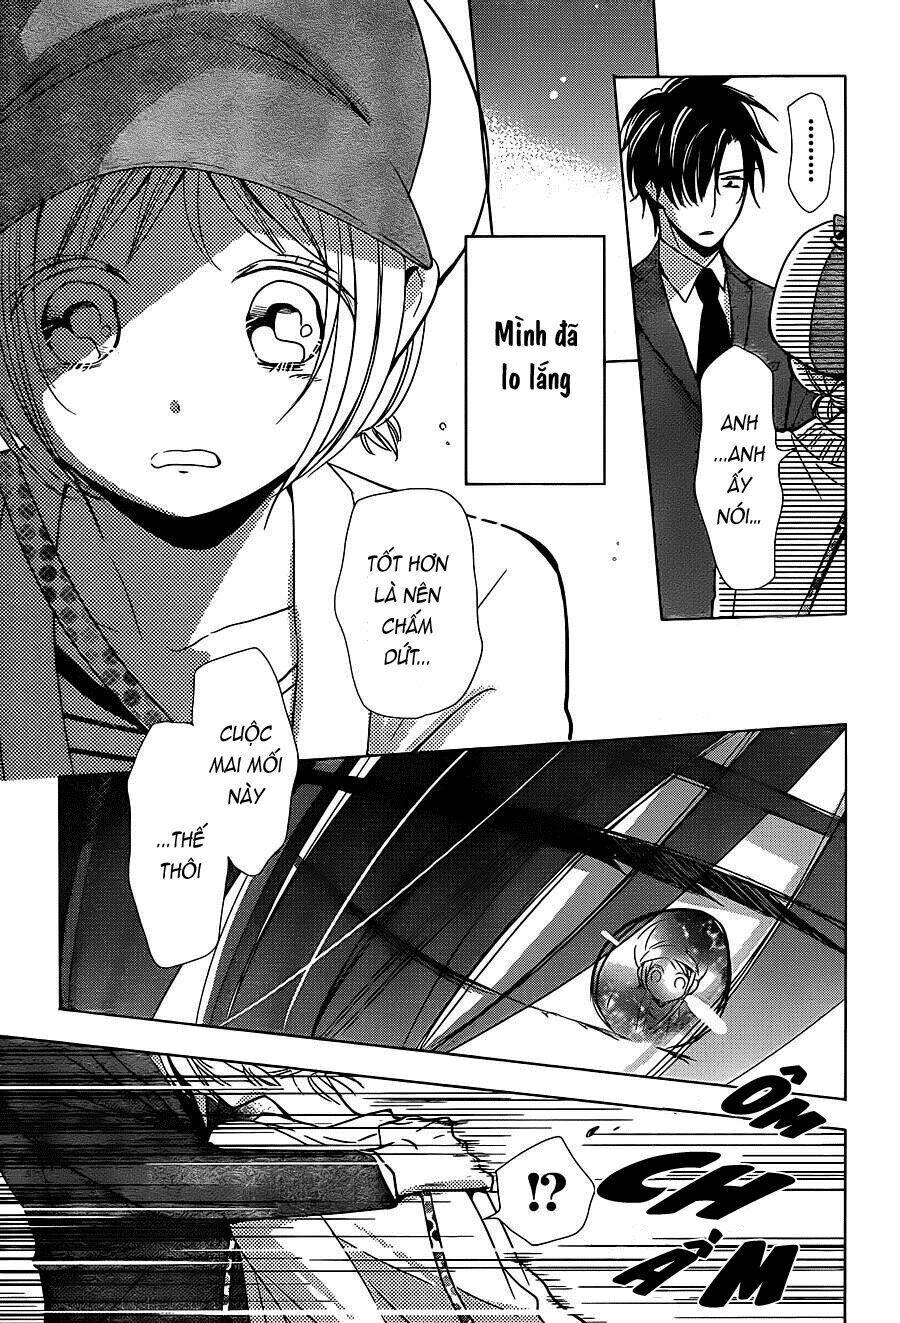 .........
ANH
...ANH
ẤY
NÓI...
Mình đã
lo lắng
TỐT HƠN
LÀ NÊN
CHẤM
DỨT...
CUỘC
MAI MỐI
NÀY
...THẾ
THÔI
ÔM
CHẦM
!?